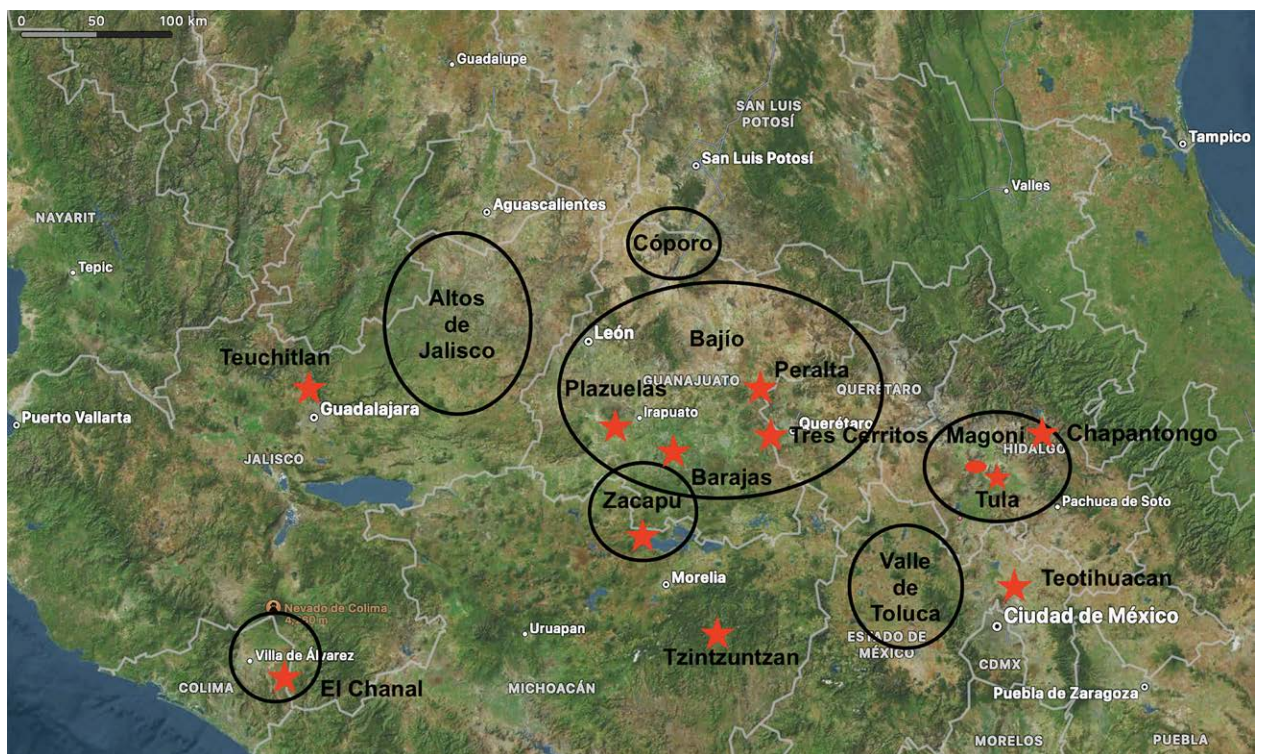 0 50 100 km
Guadalupe
SAN LUIS
POTOSÍ
Tampico
San Luis Potosí
Valles
Aguascalientes
NAYARIT
Tepic
Cóporo
Altos
de
Jalisco
León
Bajío
Teuchitlan
Plazuelas
GUANAJUATO
Peralta
QUERÉTARO
Puerto Vallarta
Guadalajara
Irapuato
Querétaro
Tres Cerritos
Magoni
Chapantongo
HIDALGO
JALISCO
Barajas
Zacapu
Tula
Pachuca de Soto
Valle
de
Toluca
Morelia
Teotihuacan
Nevado de Colima
Ciudad de México
Uruapan
ESTADO DE
MÉXICO
Villa de Álvarez
Tzintzuntzan
CDMX
COLIMA
El Chanal
MICHOACÁN
Puebla de Zaragoza
MORELOS
PUEBLA